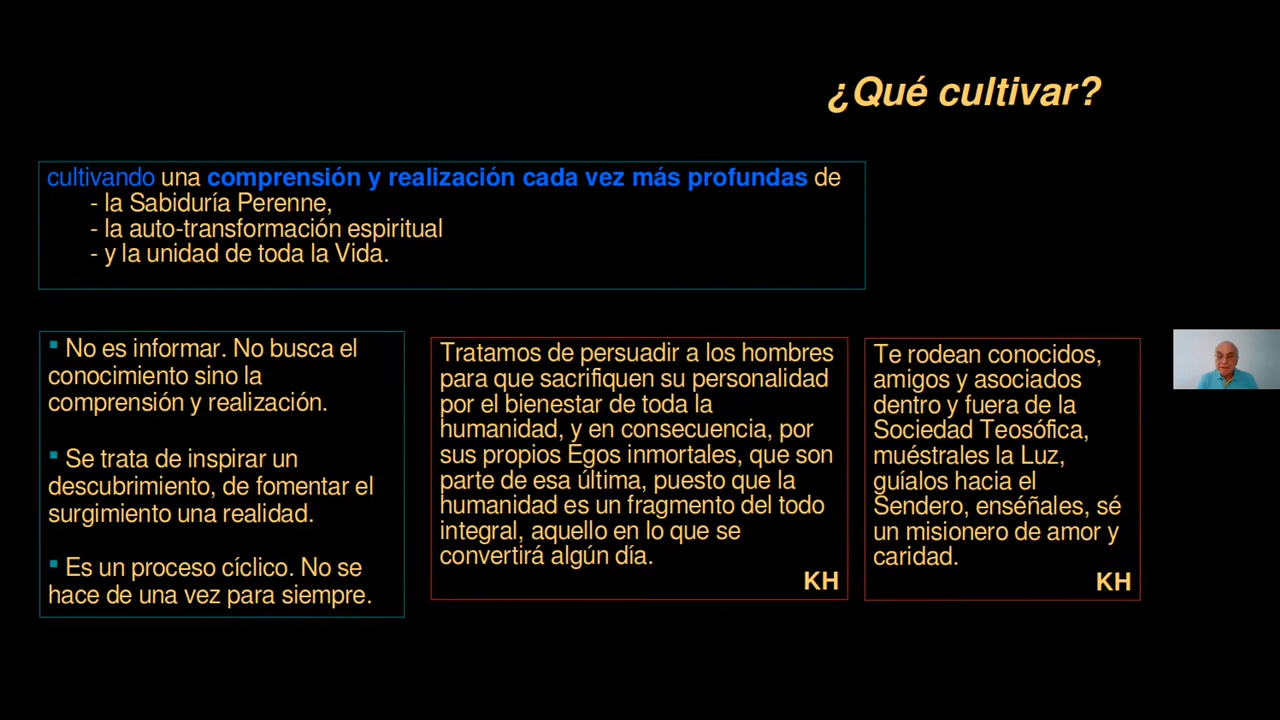 ¿Qué cultivar?
cultivando una comprensión y realización cada vez más profundas de
- la Sabiduría Perenne,
- la auto-transformación espiritual
- y la unidad de toda la Vida.
▪ No es informar. No busca el
conocimiento sino la
comprensión y realización.
▪ Se trata de inspirar un
descubrimiento, de fomentar el
surgimiento una realidad.
▪ Es un proceso cíclico. No se
hace de una vez para siempre.
Tratamos de persuadir a los hombres
para que sacrifiquen su personalidad
por el bienestar de toda la
humanidad, y en consecuencia, por
sus propios Egos inmortales, que son
parte de esa última, puesto que la
humanidad es un fragmento del todo
integral, aquello en lo que se
convertirá algún día.
KH
Te rodean conocidos,
amigos y asociados
dentro y fuera de la
Sociedad Teosófica,
muéstrales la Luz,
guíalos hacia el
Sendero, enséñales, sé
un misionero de amor y
caridad.
KH